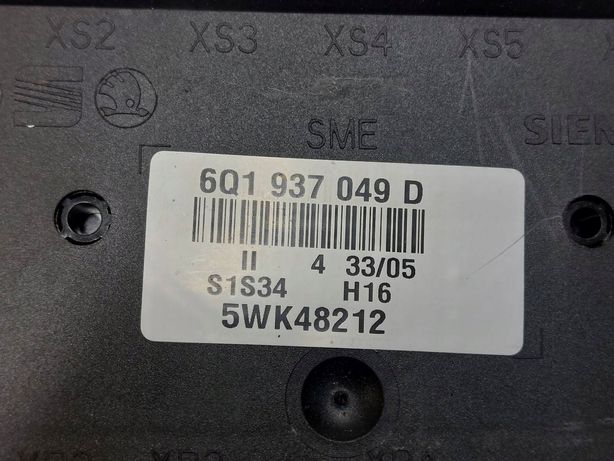 XS2 XS3 XS4 XS5
SME
6Q1 937 049 D
II 4 33/05
S1S34 H16
5WK48212